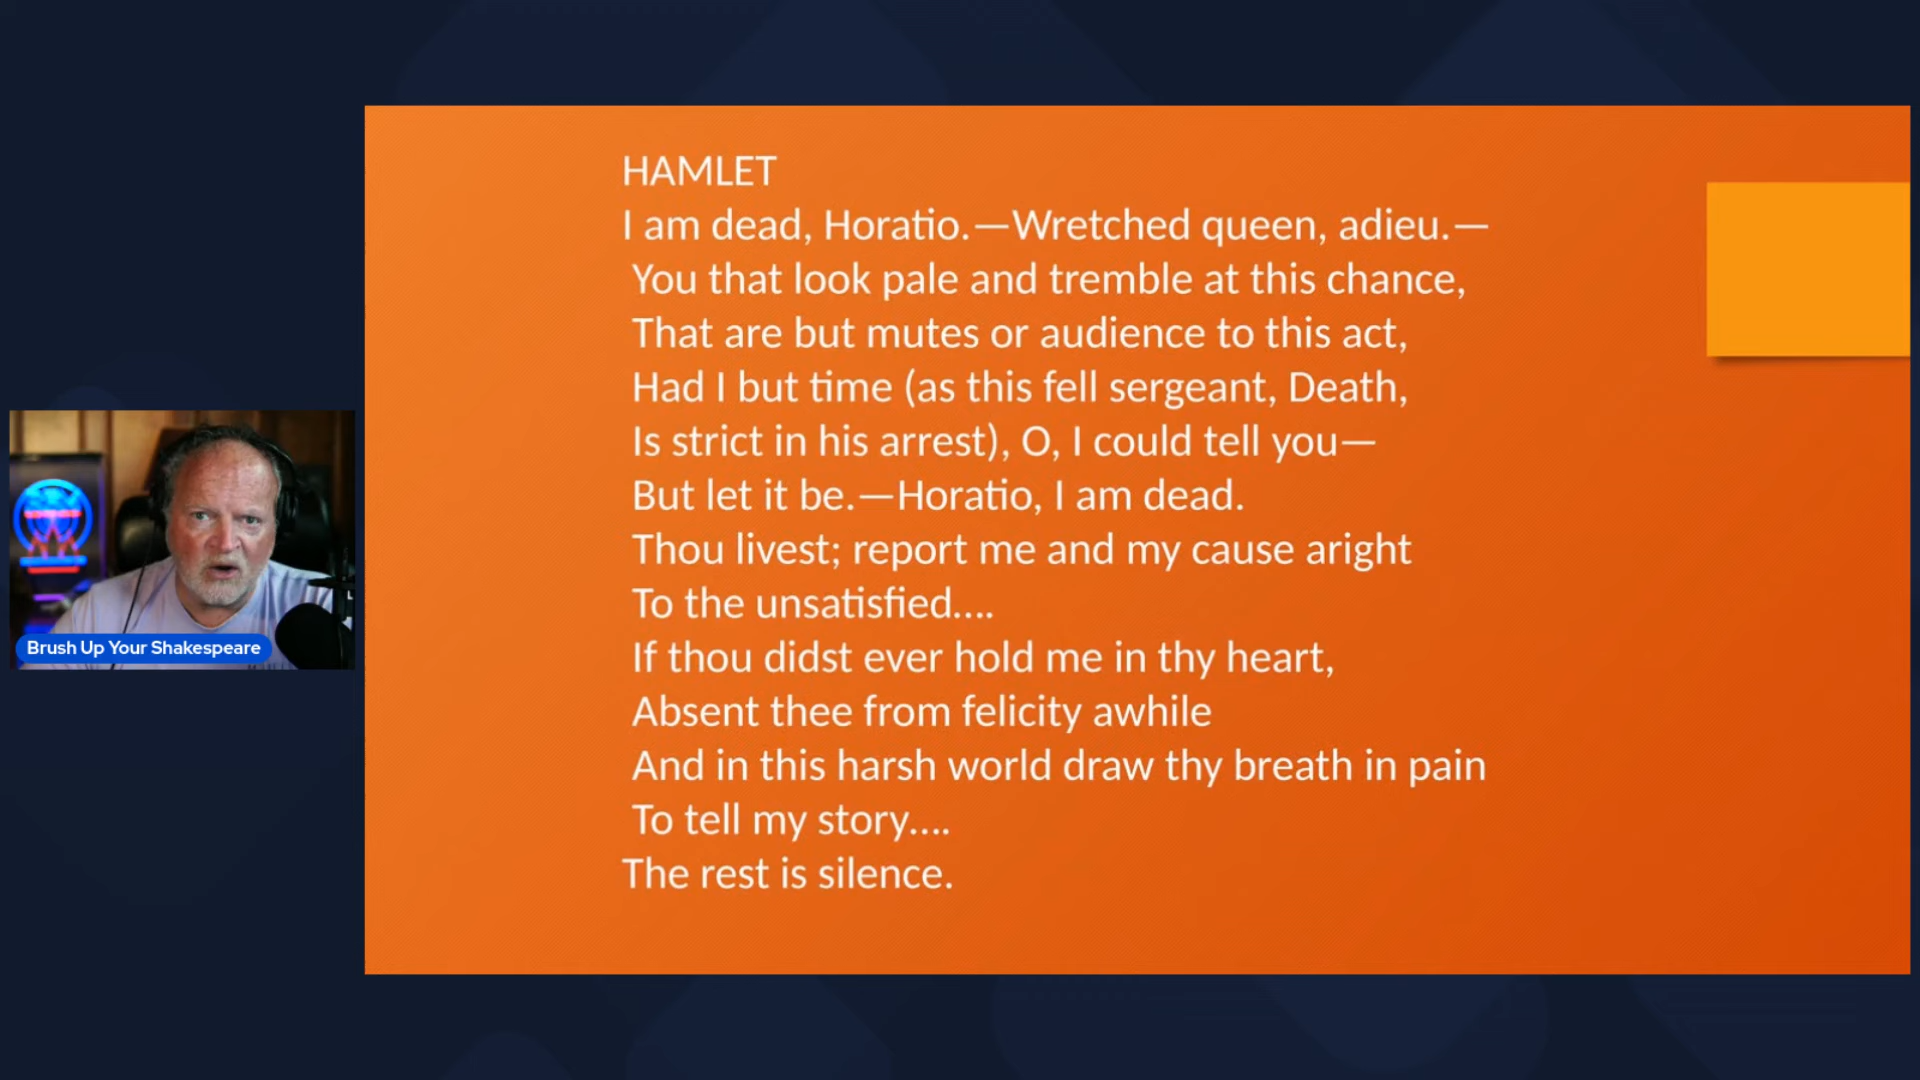 HAMLET
I am dead, Horatio.—Wretched queen, adieu.—
You that look pale and tremble at this chance,
That are but mutes or audience to this act,
Had I but time (as this fell sergeant, Death,
Is strict in his arrest), O, I could tell you—
But let it be.—Horatio, I am dead.
Thou livest; report me and my cause aright
To the unsatisfied....
If thou didst ever hold me in thy heart,
Absent thee from felicity awhile
And in this harsh world draw thy breath in pain
To tell my story....
The rest is silence.
Brush Up Your Shakespeare